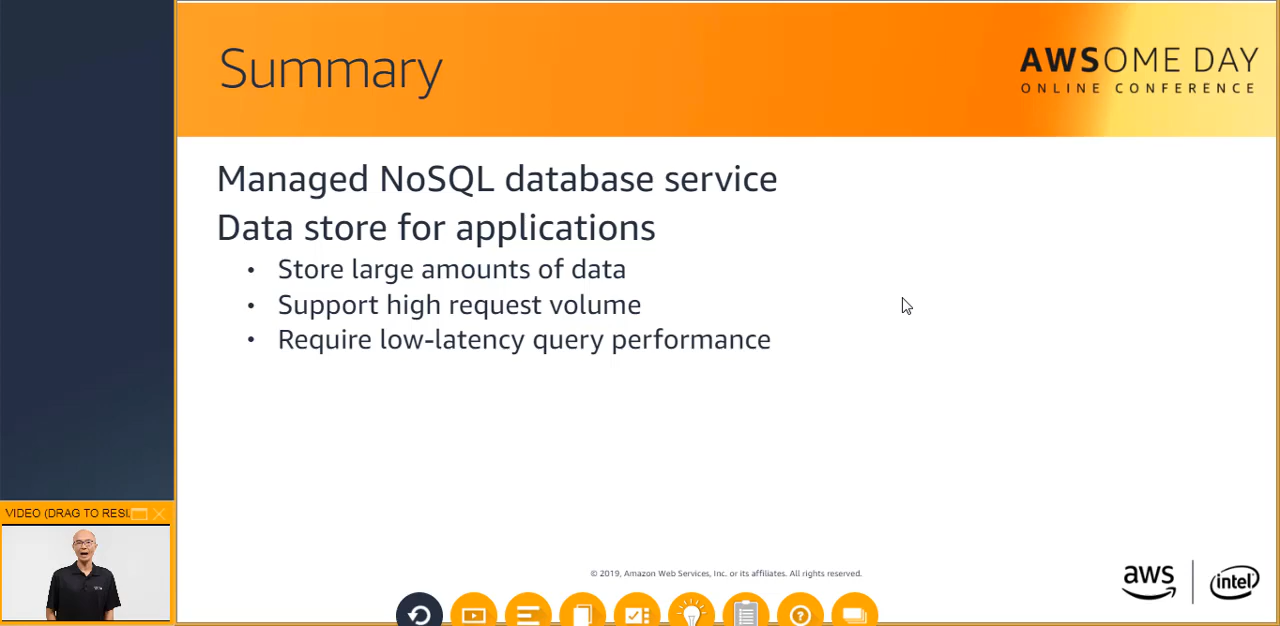 Summary
AWSOME DAY
ONLINE CONFERENCE
Managed NoSQL database service
Data store for applications
• Store large amounts of data
• Support high request volume
• Require low-latency query performance
VIDEO (DRAG TO RESI
© 2019, Amazon Web Services, Inc. or its affiliates. All rights reserved.
aws
intel